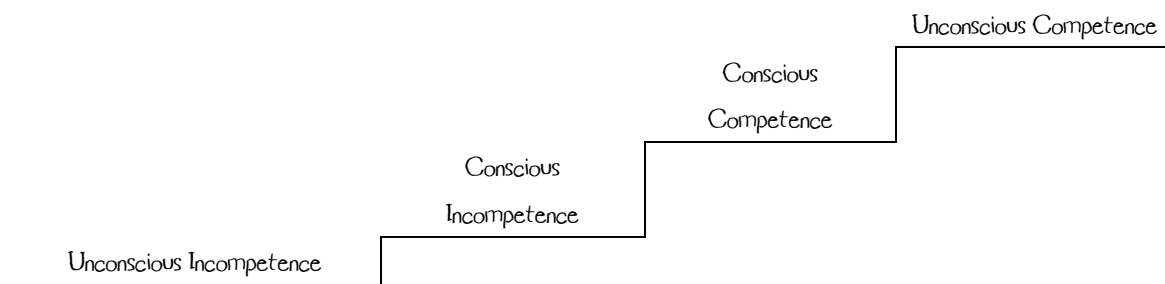 Unconscious Competence
Conscious
Competence
Conscious
Incompetence
Unconscious Incompetence